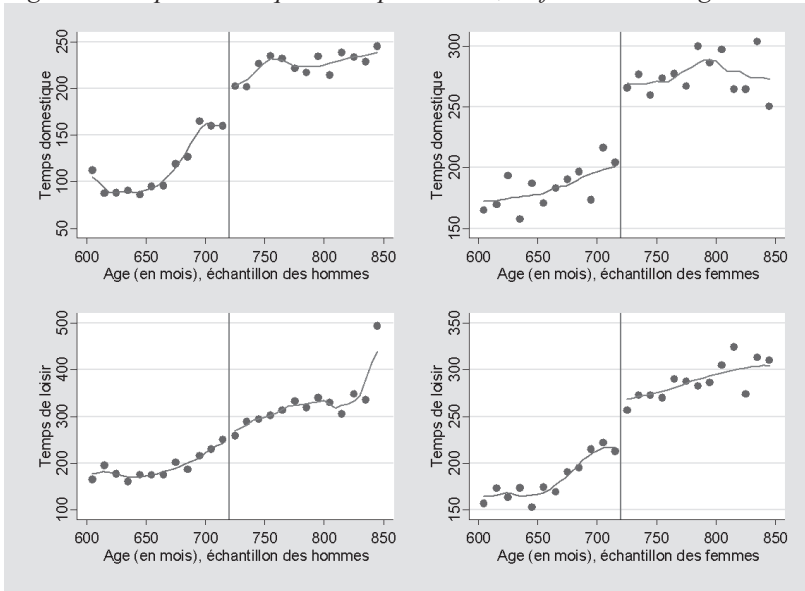 Temps domestique
50 100 150 200 250
600 650 700 750 800 850
Age (en mois), échantillon des hommes
Temps domestique
150 200 250 300
600 650 700 750 800 850
Age (en mois), échantillon des femmes
Temps de loisir
100 200 300 400 500
600 650 700 750 800 850
Age (en mois), échantillon des hommes
Temps de loisir
150 200 250 300 350
600 650 700 750 800 850
Age (en mois), échantillon des femmes